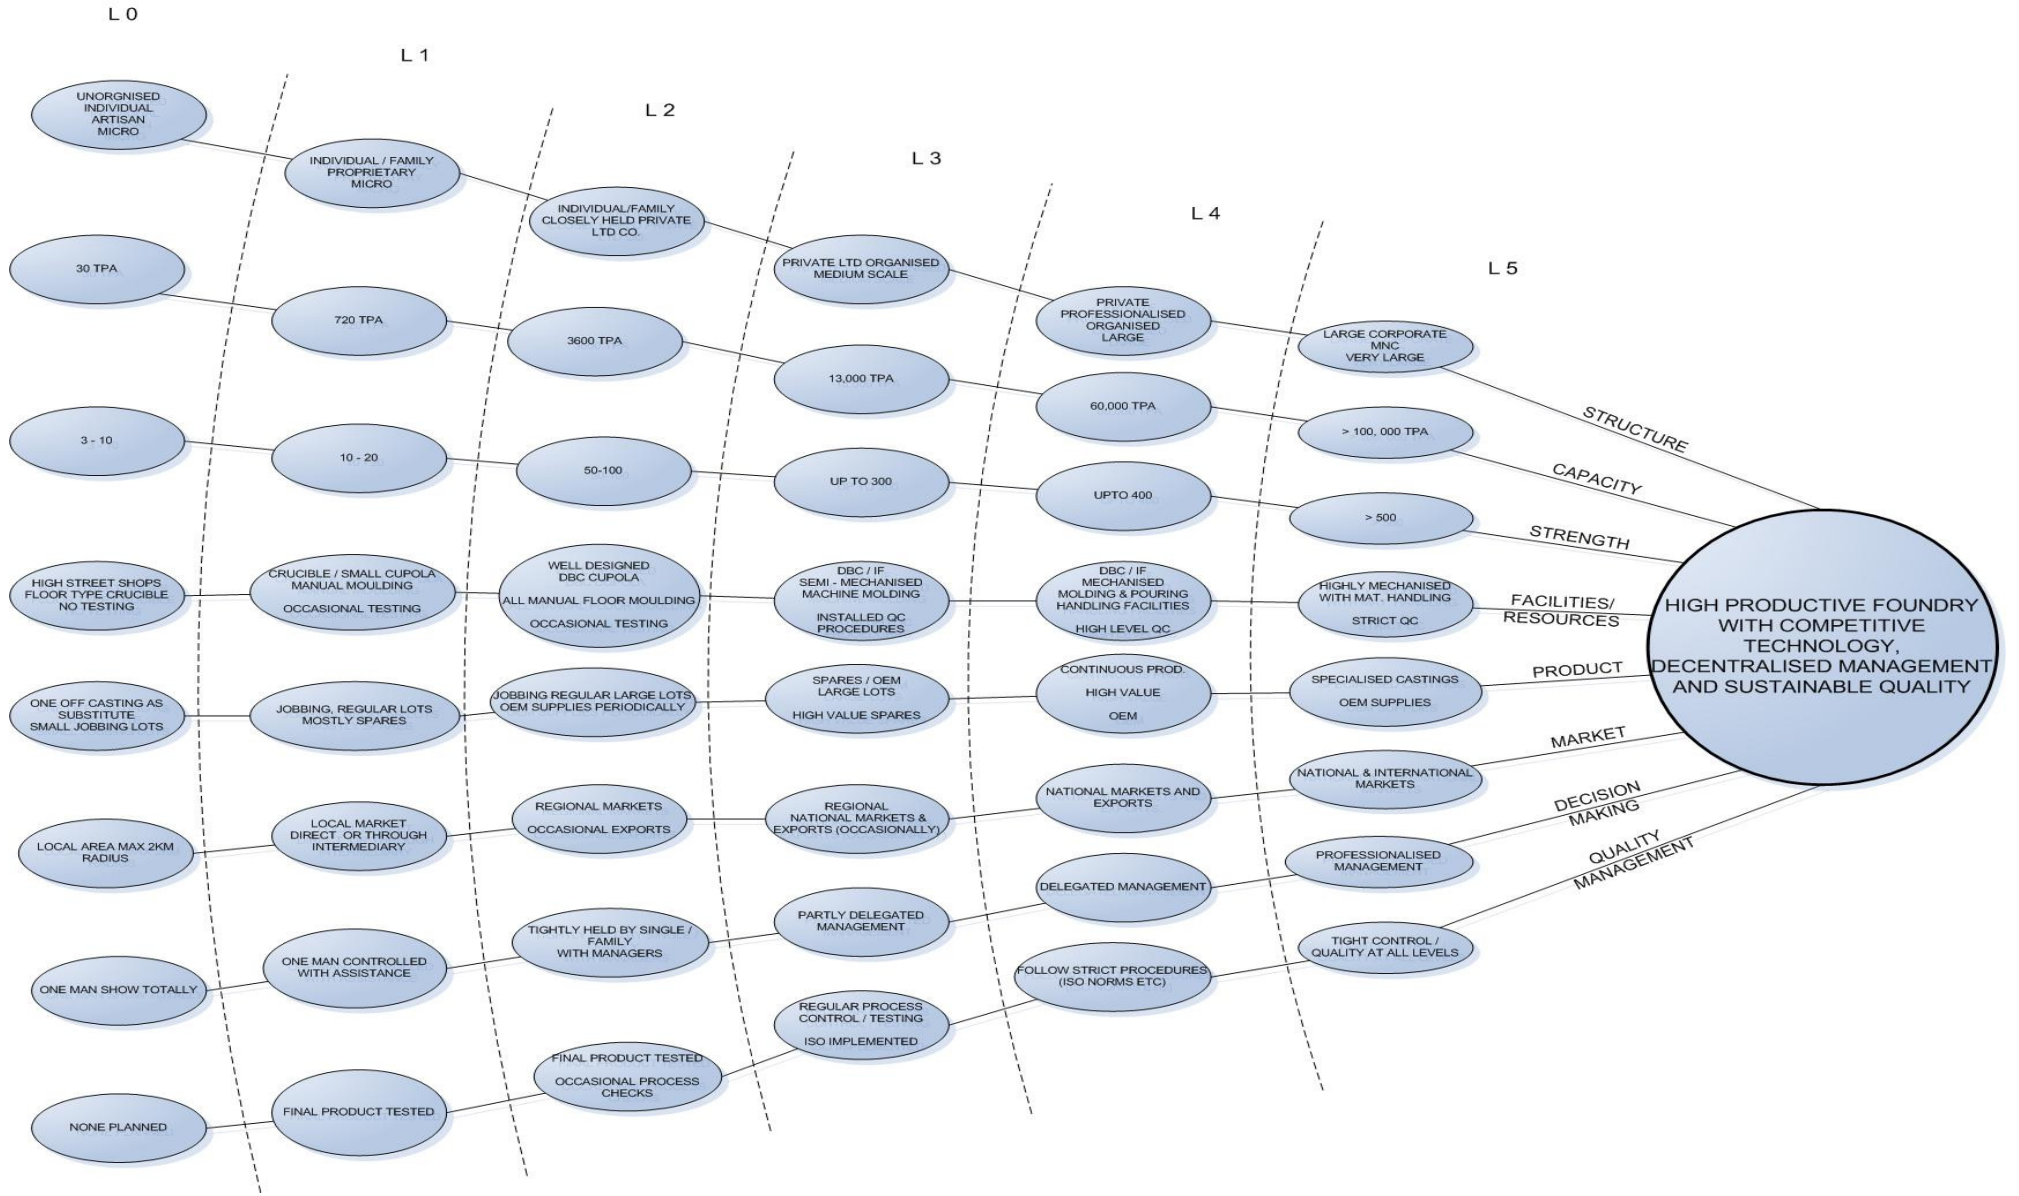 L 0
L 1
L 2
L 3
L 4
L 5
UNORGNISED
INDIVIDUAL
ARTISAN
MICRO
INDIVIDUAL / FAMILY
PROPRIETARY
MICRO
INDIVIDUAL/FAMILY
CLOSELY HELD PRIVATE
LTD CO.
PRIVATE LTD ORGANISED
MEDIUM SCALE
PRIVATE
PROFESSIONALISED
ORGANISED
LARGE
LARGE CORPORATE
MNC
VERY LARGE
STRUCTURE
30 TPA
720 TPA
3600 TPA
13,000 TPA
60,000 TPA
> 100, 000 TPA
CAPACITY
3 - 10
10 - 20
50-100
UP TO 300
UPTO 400
> 500
STRENGTH
HIGH STREET SHOPS
FLOOR TYPE CRUCIBLE
NO TESTING
CRUCIBLE / SMALL CUPOLA
MANUAL MOULDING
OCCASIONAL TESTING
WELL DESIGNED
DBC CUPOLA
ALL MANUAL FLOOR MOULDING
OCCASIONAL TESTING
DBC / IF
SEMI - MECHANISED
MACHINE MOLDING
INSTALLED QC
PROCEDURES
DBC / IF
MECHANISED
MOLDING & POURING
HANDLING FACILITIES
HIGH LEVEL QC
HIGHLY MECHANISED
WITH MAT. HANDLING
STRICT QC
FACILITIES/
RESOURCES
ONE OFF CASTING AS
SUBSTITUTE
SMALL JOBBING LOTS
JOBBING, REGULAR LOTS
MOSTLY SPARES
JOBBING REGULAR LARGE LOTS
OEM SUPPLIES PERIODICALLY
SPARES / OEM
LARGE LOTS
HIGH VALUE SPARES
CONTINUOUS PROD.
HIGH VALUE
OEM
SPECIALISED CASTINGS
OEM SUPPLIES
PRODUCT
LOCAL AREA MAX 2KM
RADIUS
LOCAL MARKET
DIRECT OR THROUGH
INTERMEDIARY
REGIONAL MARKETS
OCCASIONAL EXPORTS
REGIONAL
NATIONAL MARKETS &
EXPORTS (OCCASIONALLY)
NATIONAL MARKETS AND
EXPORTS
NATIONAL & INTERNATIONAL
MARKETS
MARKET
ONE MAN SHOW TOTALLY
ONE MAN CONTROLLED
WITH ASSISTANCE
TIGHTLY HELD BY SINGLE /
FAMILY
WITH MANAGERS
PARTLY DELEGATED
MANAGEMENT
DELEGATED MANAGEMENT
PROFESSIONALISED
MANAGEMENT
DECISION
MAKING
NONE PLANNED
FINAL PRODUCT TESTED
FINAL PRODUCT TESTED
OCCASIONAL PROCESS
CHECKS
REGULAR PROCESS
CONTROL / TESTING
ISO IMPLEMENTED
FOLLOW STRICT PROCEDURES
(ISO NORMS ETC)
TIGHT CONTROL /
QUALITY AT ALL LEVELS
QUALITY
MANAGEMENT
HIGH PRODUCTIVE FOUNDRY
WITH COMPETITIVE
TECHNOLOGY,
DECENTRALISED MANAGEMENT
AND SUSTAINABLE QUALITY